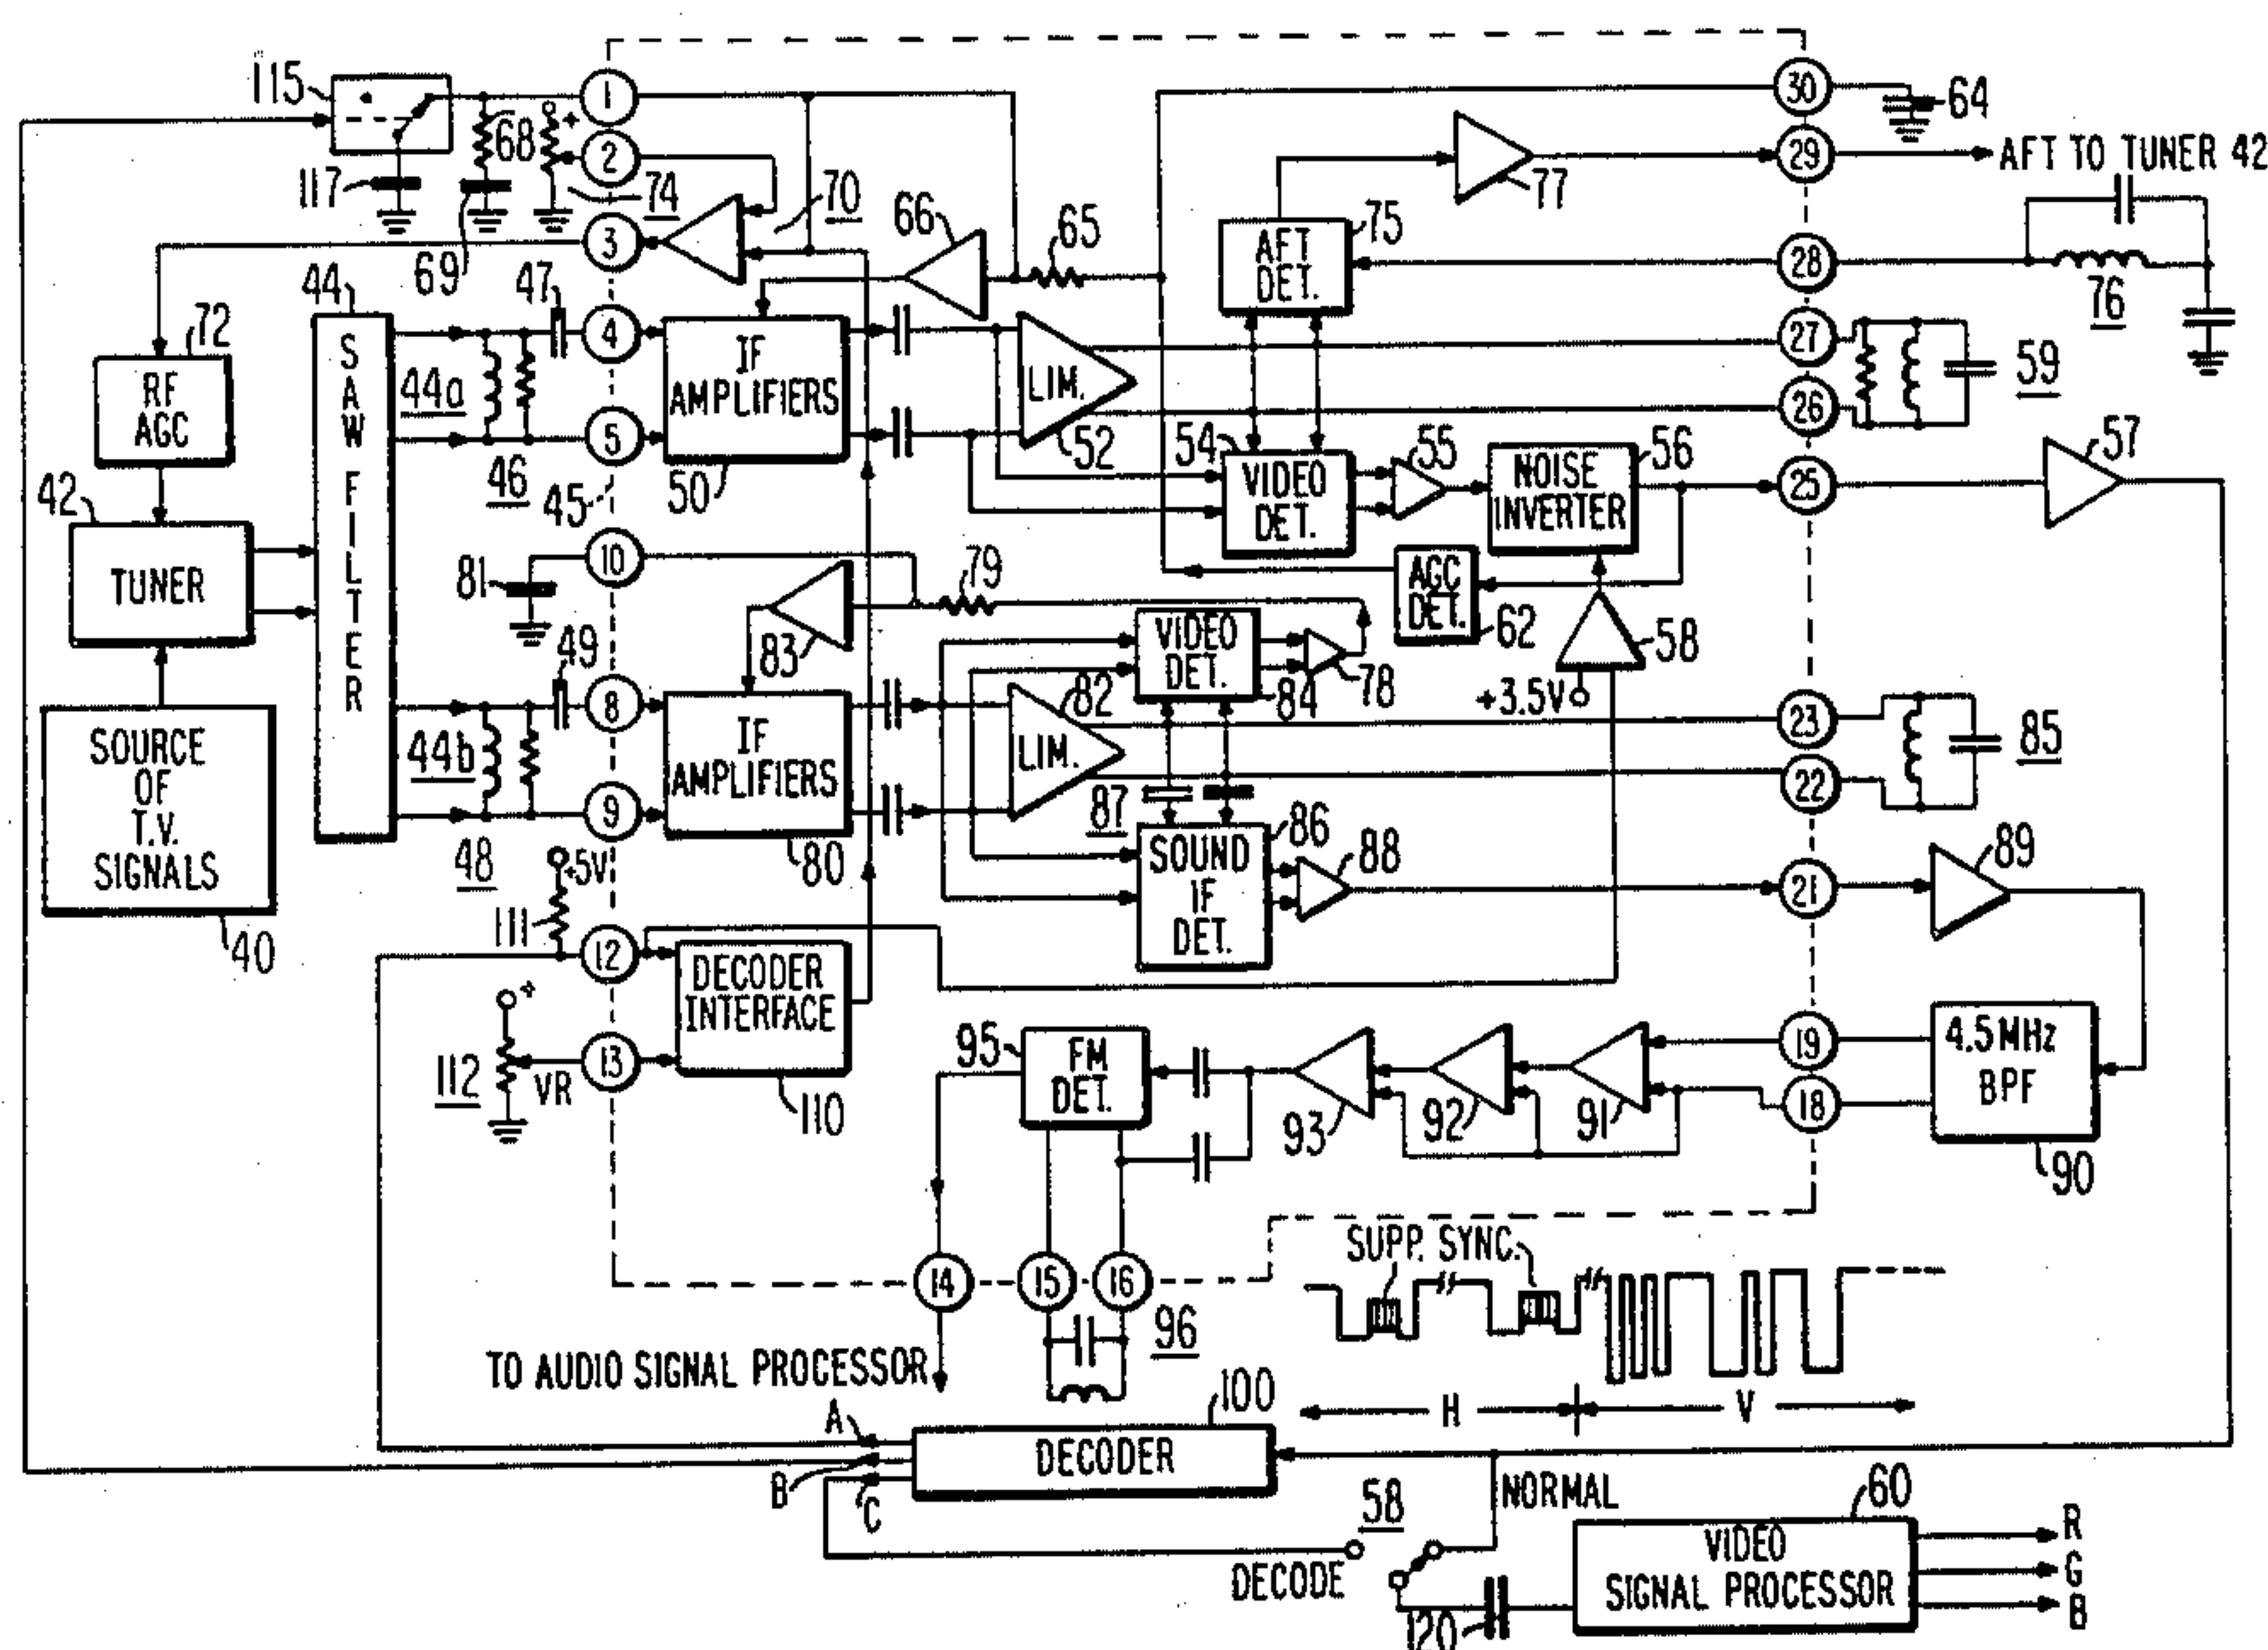 115
1
2
30
64
68
+
117
69
74
70
66
65
77
29
AFT TO TUNER 42
3
75
AFT
DET.
28
76
72
RF
AGC
44
SAW FILTER
47
4
44a
5
46
45
IF
AMPLIFIERS
50
LIM.
52
27
26
59
54
VIDEO
DET.
55
NOISE
INVERTER
56
25
57
42
TUNER
10
81
83
79
AGC
DET.
62
58
+3.5V
SOURCE
OF
T.V.
SIGNALS
40
49
8
44b
9
48
IF
AMPLIFIERS
80
LIM.
82
VIDEO
DET.
84
78
23
22
85
87
SOUND
IF
DET.
86
88
21
89
+5V
111
12
DECODER
INTERFACE
110
+
112
VR
13
95
FM
DET.
93
92
91
19
18
4.5MHz
BPF
90
14
15
16
96
SUPP. SYNC.
TO AUDIO SIGNAL PROCESSOR
H
V
A
B
C
100
DECODER
58
NORMAL
DECODE
120
60
VIDEO
SIGNAL PROCESSOR
R
G
B